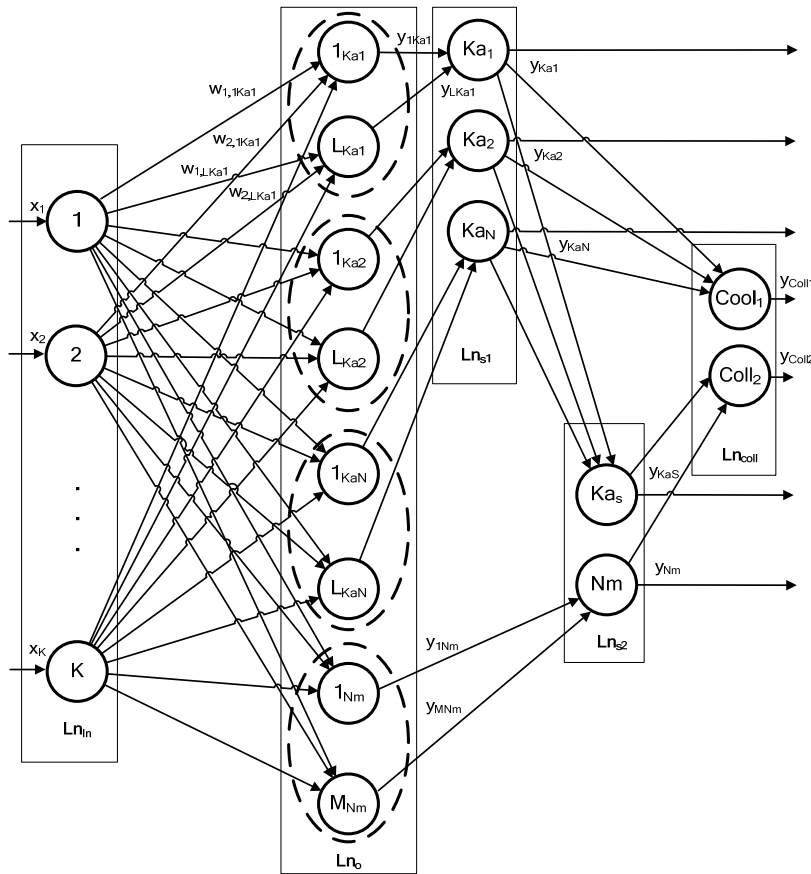 1Ka1
y1Ka1
Ka1
yKa1
w1,1Ka1
yLKa1
w2,1Ka1
LKa1
Ka2
yKa2
w1,LKa1
w2,LKa1
x1
1
1Ka2
KaN
yKaN
Cool1
yColl1
x2
2
LKa2
Lns1
Coll2
yColl2
Lncoll
1KaN
Kas
yKaS
. . .
LKaN
Nm
yNm
xK
K
1Nm
y1Nm
Lns2
yMNm
LnIn
MNm
Lno